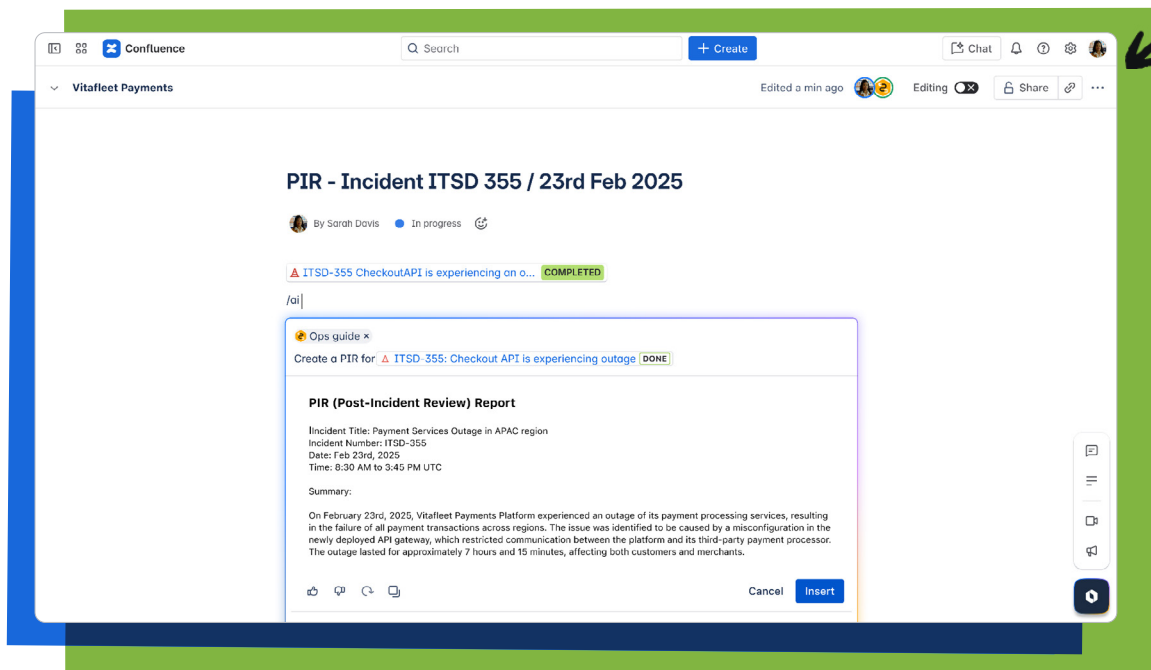 Confluence
Search
+ Create
Chat
Vitafleet Payments
Edited a min ago
Editing
Share
PIR - Incident ITSD 355 / 23rd Feb 2025
By Sarah Davis
In progress
ITSD-355 CheckoutAPI is experiencing an o... COMPLETED
/ai
Ops guide ×
Create a PIR for ITSD-355: Checkout API is experiencing outage DONE
PIR (Post-Incident Review) Report
IIncident Title: Payment Services Outage in APAC region
Incident Number: ITSD-355
Date: Feb 23rd, 2025
Time: 8:30 AM to 3:45 PM UTC
Summary:
On February 23rd, 2025, Vitafleet Payments Platform experienced an outage of its payment processing services, resulting
in the failure of all payment transactions across regions. The issue was identified to be caused by a misconfiguration in the
newly deployed API gateway, which restricted communication between the platform and its third-party payment processor.
The outage lasted for approximately 7 hours and 15 minutes, affecting both customers and merchants.
Cancel
Insert